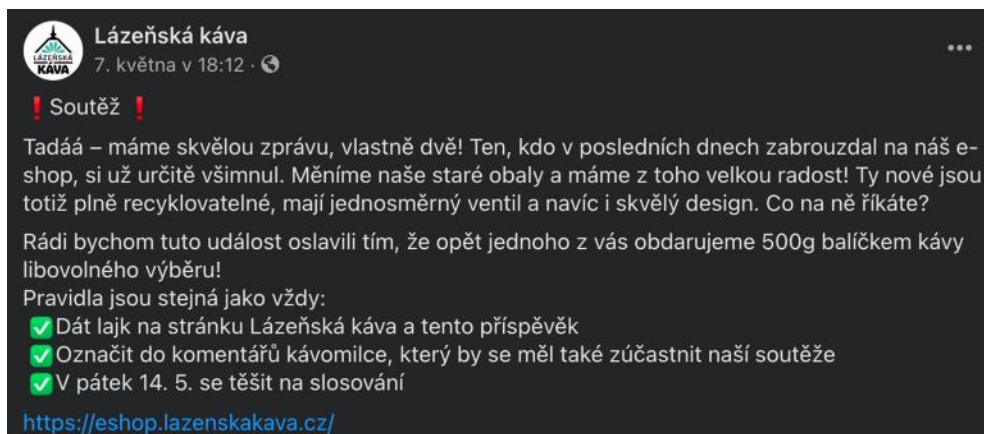 LÁZEŇSKÁ
KÁVA
Lázeňská káva
7. května v 18:12 ·
❗ Soutěž ❗
Tadáá – máme skvělou zprávu, vlastně dvě! Ten, kdo v posledních dnech zabrouzdal na náš e-
shop, si už určitě všimnul. Měníme naše staré obaly a máme z toho velkou radost! Ty nové jsou
totiž plně recyklovatelné, mají jednosměrný ventil a navíc i skvělý design. Co na ně říkáte?
Rádi bychom tuto událost oslavili tím, že opět jednoho z vás obdarujeme 500g balíčkem kávy
libovolného výběru!
Pravidla jsou stejná jako vždy:
✅ Dát lajk na stránku Lázeňská káva a tento příspěvěk
✅ Označit do komentářů kávomilce, který by se měl také zúčastnit naší soutěže
✅ V pátek 14. 5. se těšit na slosování
https://eshop.lazenskakava.cz/